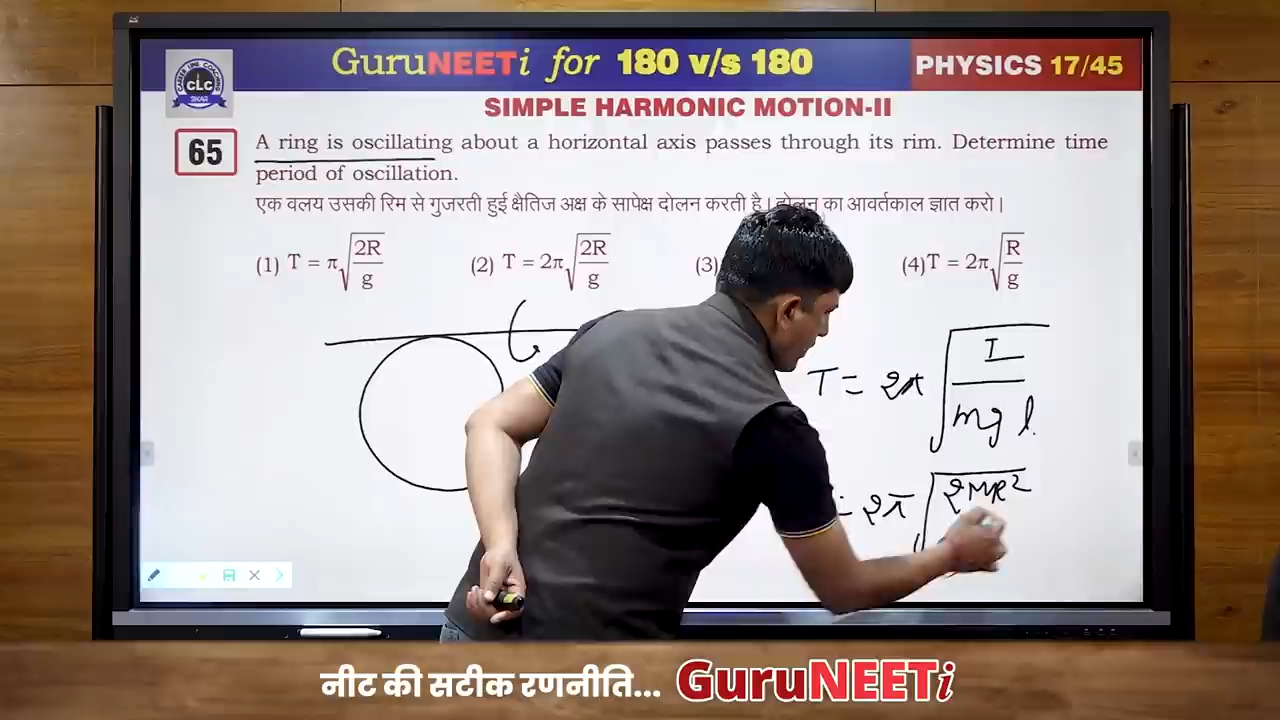 GuruNEETi for 180 v/s 180
PHYSICS 17/45
CLC
SIKAR
SIMPLE HARMONIC MOTION-II
65
A ring is oscillating about a horizontal axis passes through its rim. Determine time
period of oscillation.
एक वलय उसकी रिम से गुजरती हुई क्षैतिज अक्ष के सापेक्ष दोलन करती है। दोलन का आवर्तकाल ज्ञात करो।
(1) T = π√(2R/g) (2) T = 2π√(2R/g) (3) (4) T = 2π√(R/g)
T = 2π √(I/mgl)
= 2π √2MR²
नीट की सटीक रणनीति... GuruNEETi